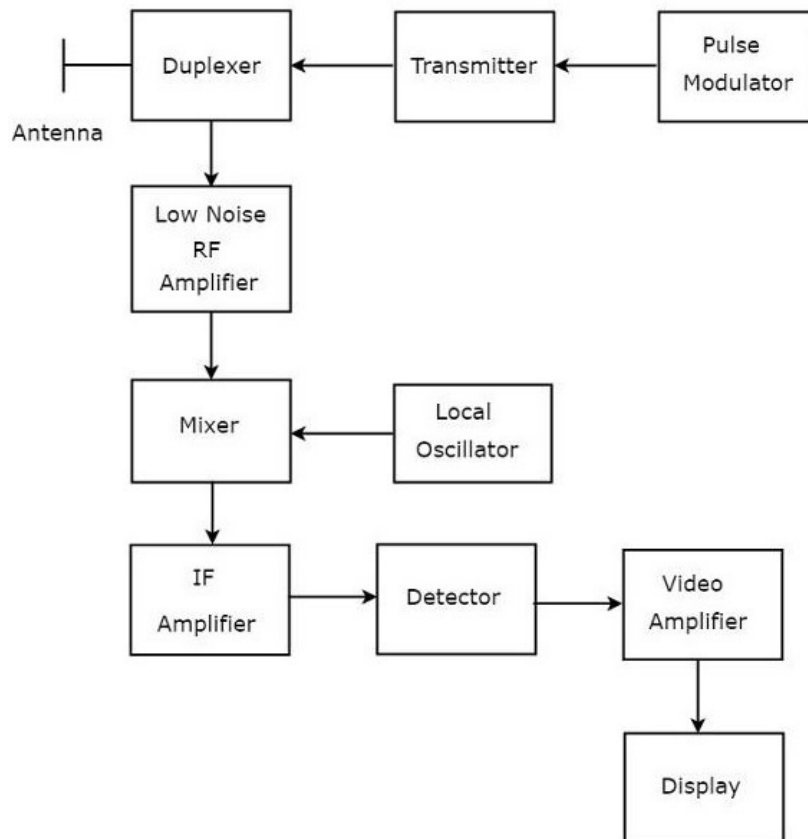 Duplexer
Transmitter
Pulse
Modulator
Antenna
Low Noise
RF
Amplifier
Mixer
Local
Oscillator
IF
Amplifier
Detector
Video
Amplifier
Display